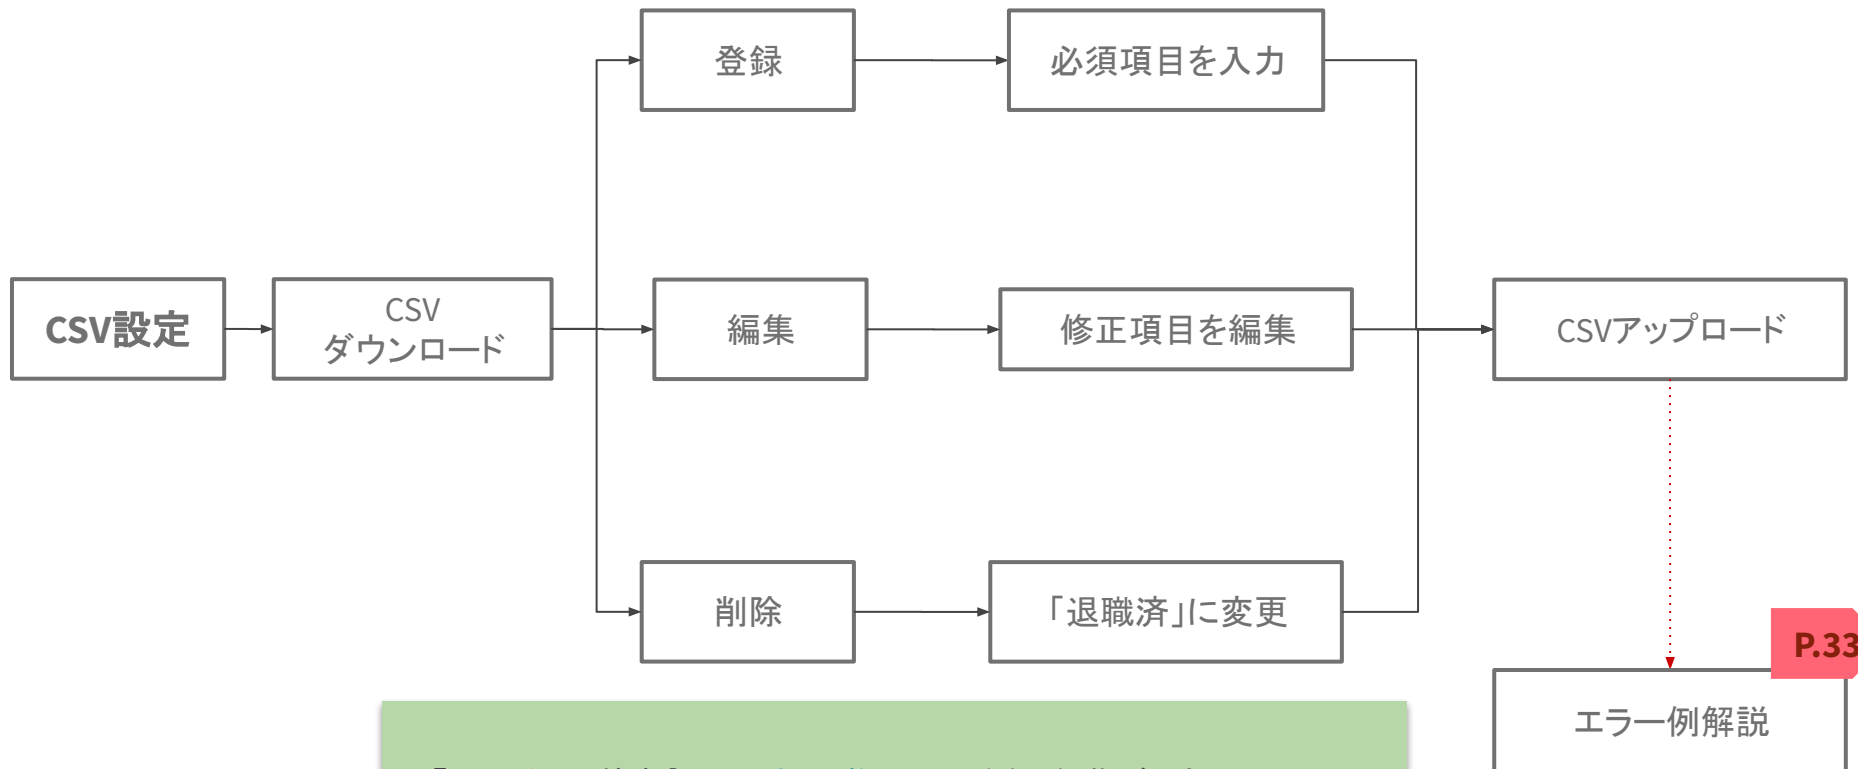 登録
必須項目を入力
CSV設定
CSV
ダウンロード
編集
修正項目を編集
CSVアップロード
削除
「退職済」に変更
P.33
エラー例解説